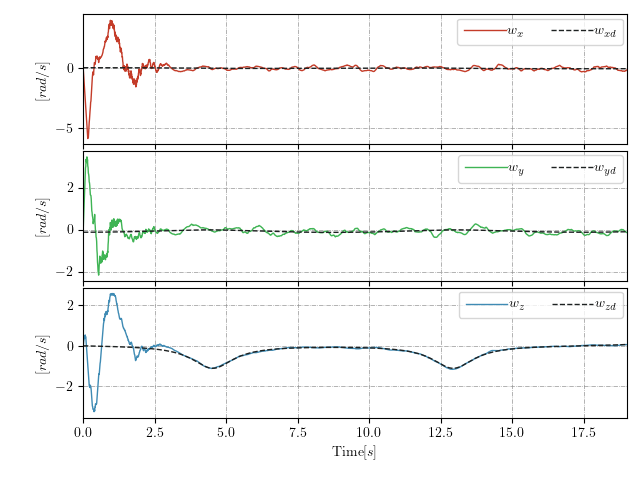 w_x w_xd
0
−5
[rad/s]
w_y w_yd
2
0
−2
[rad/s]
w_z w_zd
2
0
−2
[rad/s]
0.0 2.5 5.0 7.5 10.0 12.5 15.0 17.5
Time[s]